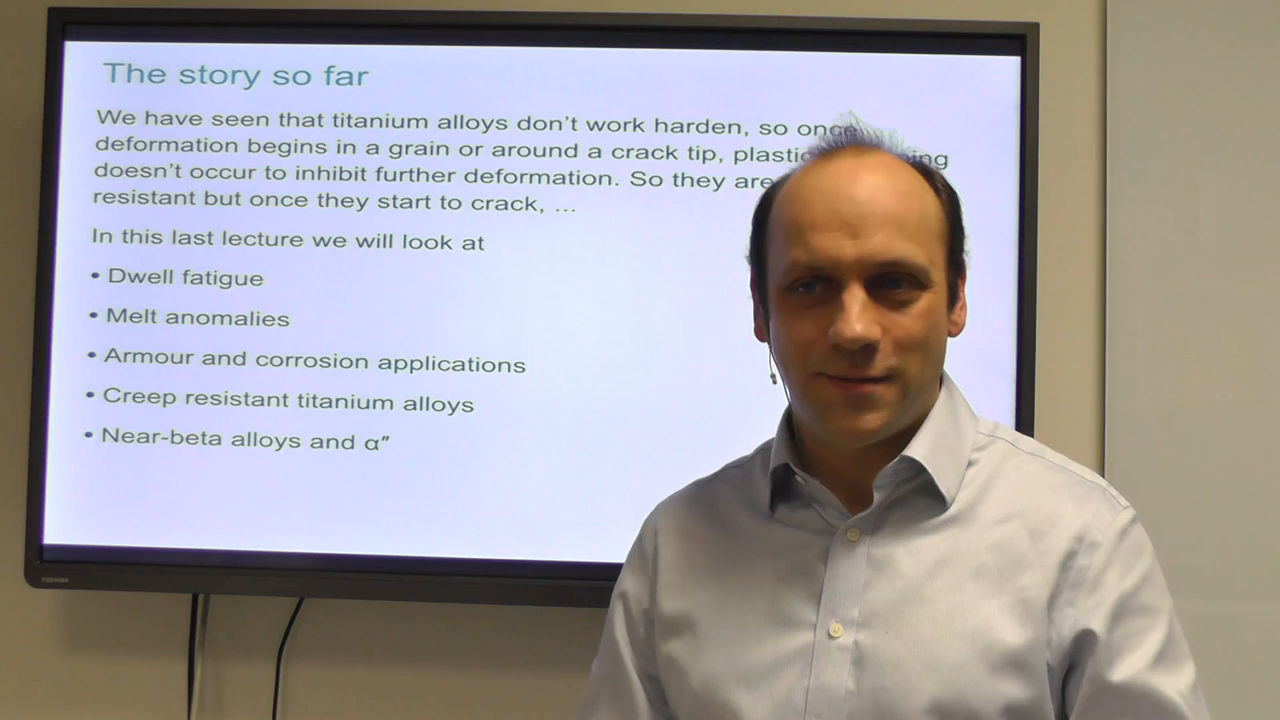 The story so far
We have seen that titanium alloys don't work harden, so once
deformation begins in a grain or around a crack tip, plastic ing
doesn't occur to inhibit further deformation. So they are
resistant but once they start to crack, ...
In this last lecture we will look at
• Dwell fatigue
• Melt anomalies
• Armour and corrosion applications
• Creep resistant titanium alloys
• Near-beta alloys and α″
TOSHIBA